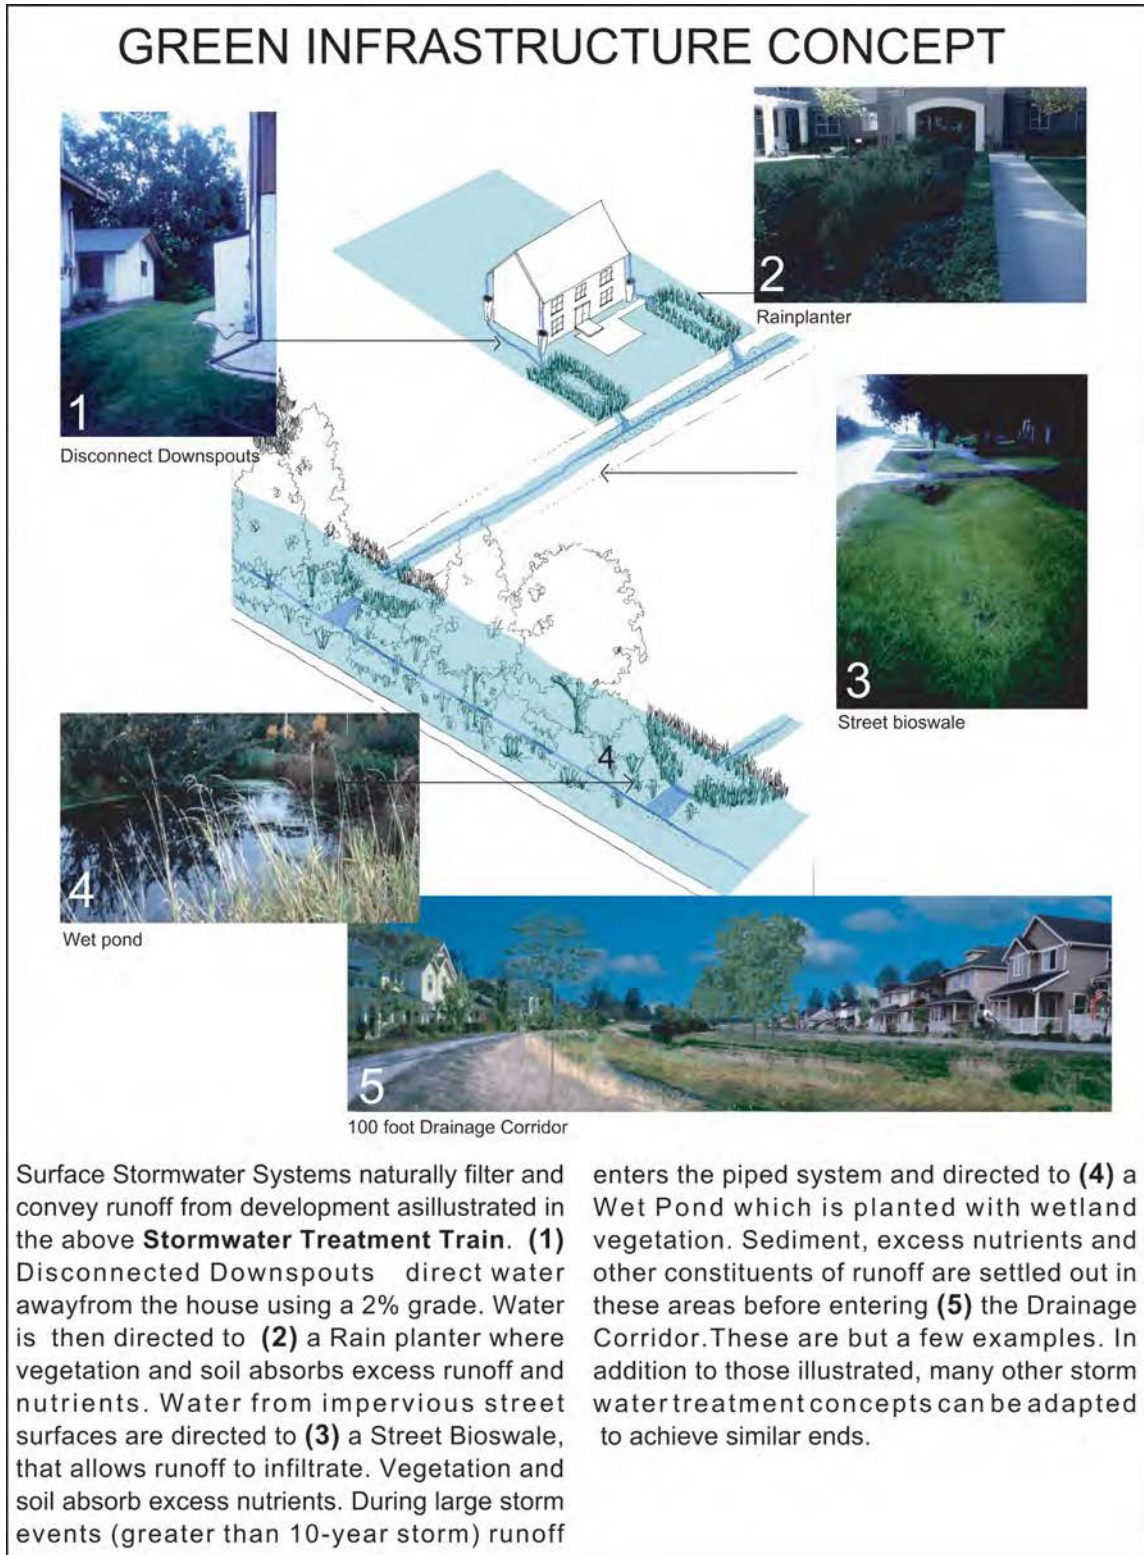 GREEN INFRASTRUCTURE CONCEPT
1
Disconnect Downspouts
2
Rainplanter
3
Street bioswale
4
4
Wet pond
5
100 foot Drainage Corridor
Surface Stormwater Systems naturally filter and
convey runoff from development asillustrated in
the above Stormwater Treatment Train. (1)
Disconnected Downspouts direct water
awayfrom the house using a 2% grade. Water
is then directed to (2) a Rain planter where
vegetation and soil absorbs excess runoff and
nutrients. Water from impervious street
surfaces are directed to (3) a Street Bioswale,
that allows runoff to infiltrate. Vegetation and
soil absorb excess nutrients. During large storm
events (greater than 10-year storm) runoff
enters the piped system and directed to (4) a
Wet Pond which is planted with wetland
vegetation. Sediment, excess nutrients and
other constituents of runoff are settled out in
these areas before entering (5) the Drainage
Corridor.These are but a few examples. In
addition to those illustrated, many other storm
water treatment concepts can be adapted
to achieve similar ends.